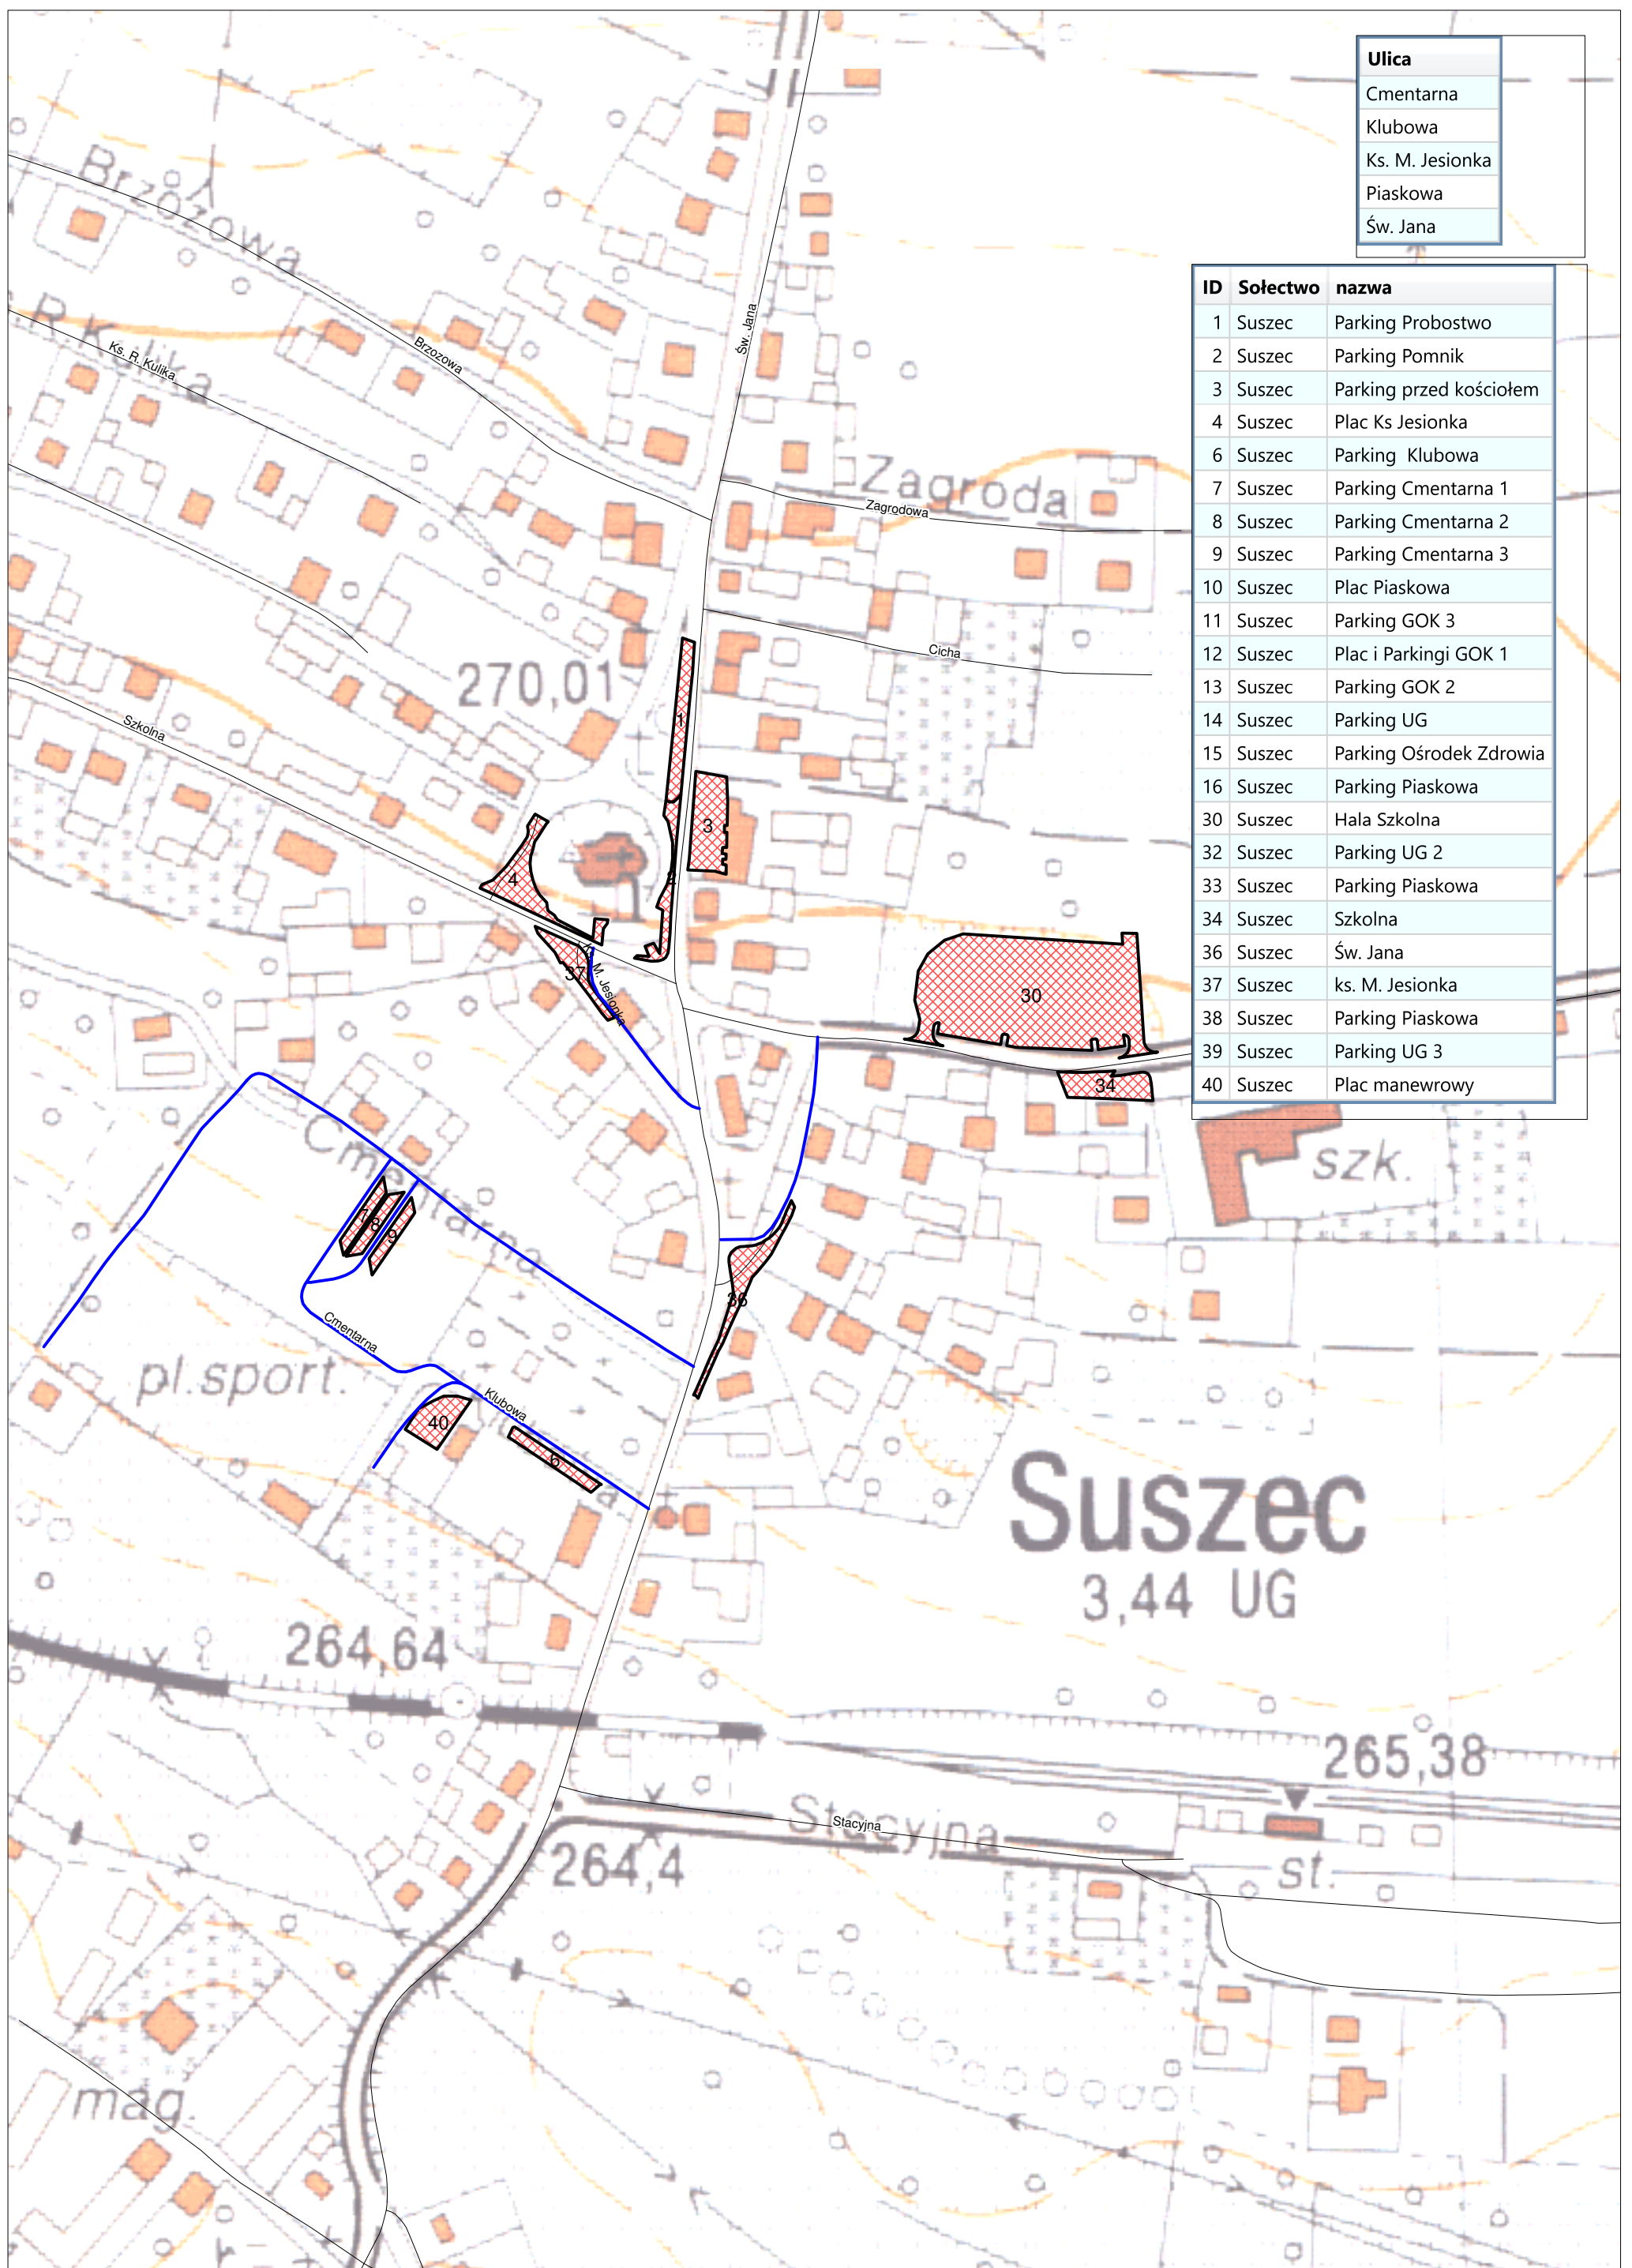 Ulica
Cmentarna
Klubowa
Ks. M. Jesionka
Piaskowa
Św. Jana
ID Sołectwo nazwa
1 Suszec Parking Probostwo
2 Suszec Parking Pomnik
3 Suszec Parking przed kościołem
4 Suszec Plac Ks Jesionka
6 Suszec Parking Klubowa
7 Suszec Parking Cmentarna 1
8 Suszec Parking Cmentarna 2
9 Suszec Parking Cmentarna 3
10 Suszec Plac Piaskowa
11 Suszec Parking GOK 3
12 Suszec Plac i Parkingi GOK 1
13 Suszec Parking GOK 2
14 Suszec Parking UG
15 Suszec Parking Ośrodek Zdrowia
16 Suszec Parking Piaskowa
30 Suszec Hala Szkolna
32 Suszec Parking UG 2
33 Suszec Parking Piaskowa
34 Suszec Szkolna
36 Suszec Św. Jana
37 Suszec ks. M. Jesionka
38 Suszec Parking Piaskowa
39 Suszec Parking UG 3
40 Suszec Plac manewrowy
Brzozowa
Św. Jana
R. Kulika
Ks. R. Kulika
Brzozowa
Zagroda
Zagrodowa
Cicha
270,01
Szkolna
1
3
4
37
M. Jesionka
30
34
szk.
Cmentarna
7
8
9
36
Cmentarna
pl.sport.
Klubowa
40
6
Suszec
3,44 UG
264,64
265,38
Stacyjna
Stacyjna
264,4
st.
mag.